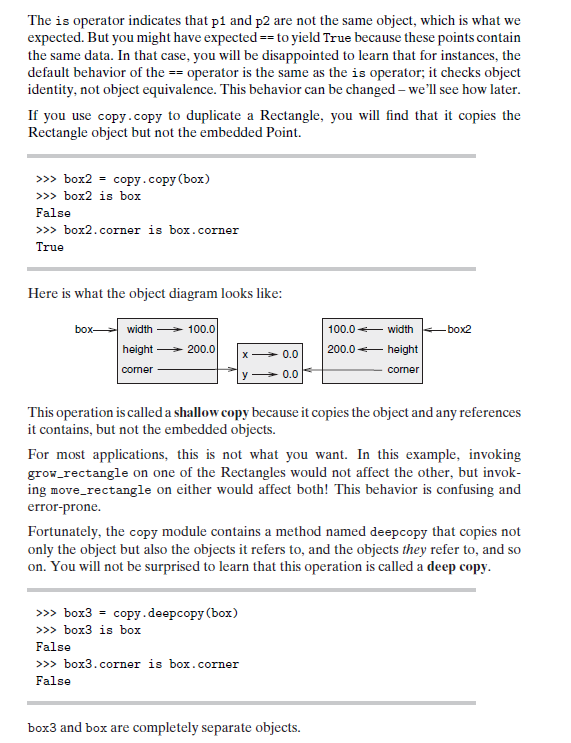 The is operator indicates that p1 and p2 are not the same object, which is what we
expected. But you might have expected == to yield True because these points contain
the same data. In that case, you will be disappointed to learn that for instances, the
default behavior of the == operator is the same as the is operator; it checks object
identity, not object equivalence. This behavior can be changed – we'll see how later.
If you use copy.copy to duplicate a Rectangle, you will find that it copies the
Rectangle object but not the embedded Point.
>>> box2 = copy.copy(box)
>>> box2 is box
False
>>> box2.corner is box.corner
True
Here is what the object diagram looks like:
box width 100.0 100.0 width box2
height 200.0 x 0.0 200.0 height
corner y 0.0 corner
This operation is called a shallow copy because it copies the object and any references
it contains, but not the embedded objects.
For most applications, this is not what you want. In this example, invoking
grow_rectangle on one of the Rectangles would not affect the other, but invok-
ing move_rectangle on either would affect both! This behavior is confusing and
error-prone.
Fortunately, the copy module contains a method named deepcopy that copies not
only the object but also the objects it refers to, and the objects they refer to, and so
on. You will not be surprised to learn that this operation is called a deep copy.
>>> box3 = copy.deepcopy(box)
>>> box3 is box
False
>>> box3.corner is box.corner
False
box3 and box are completely separate objects.